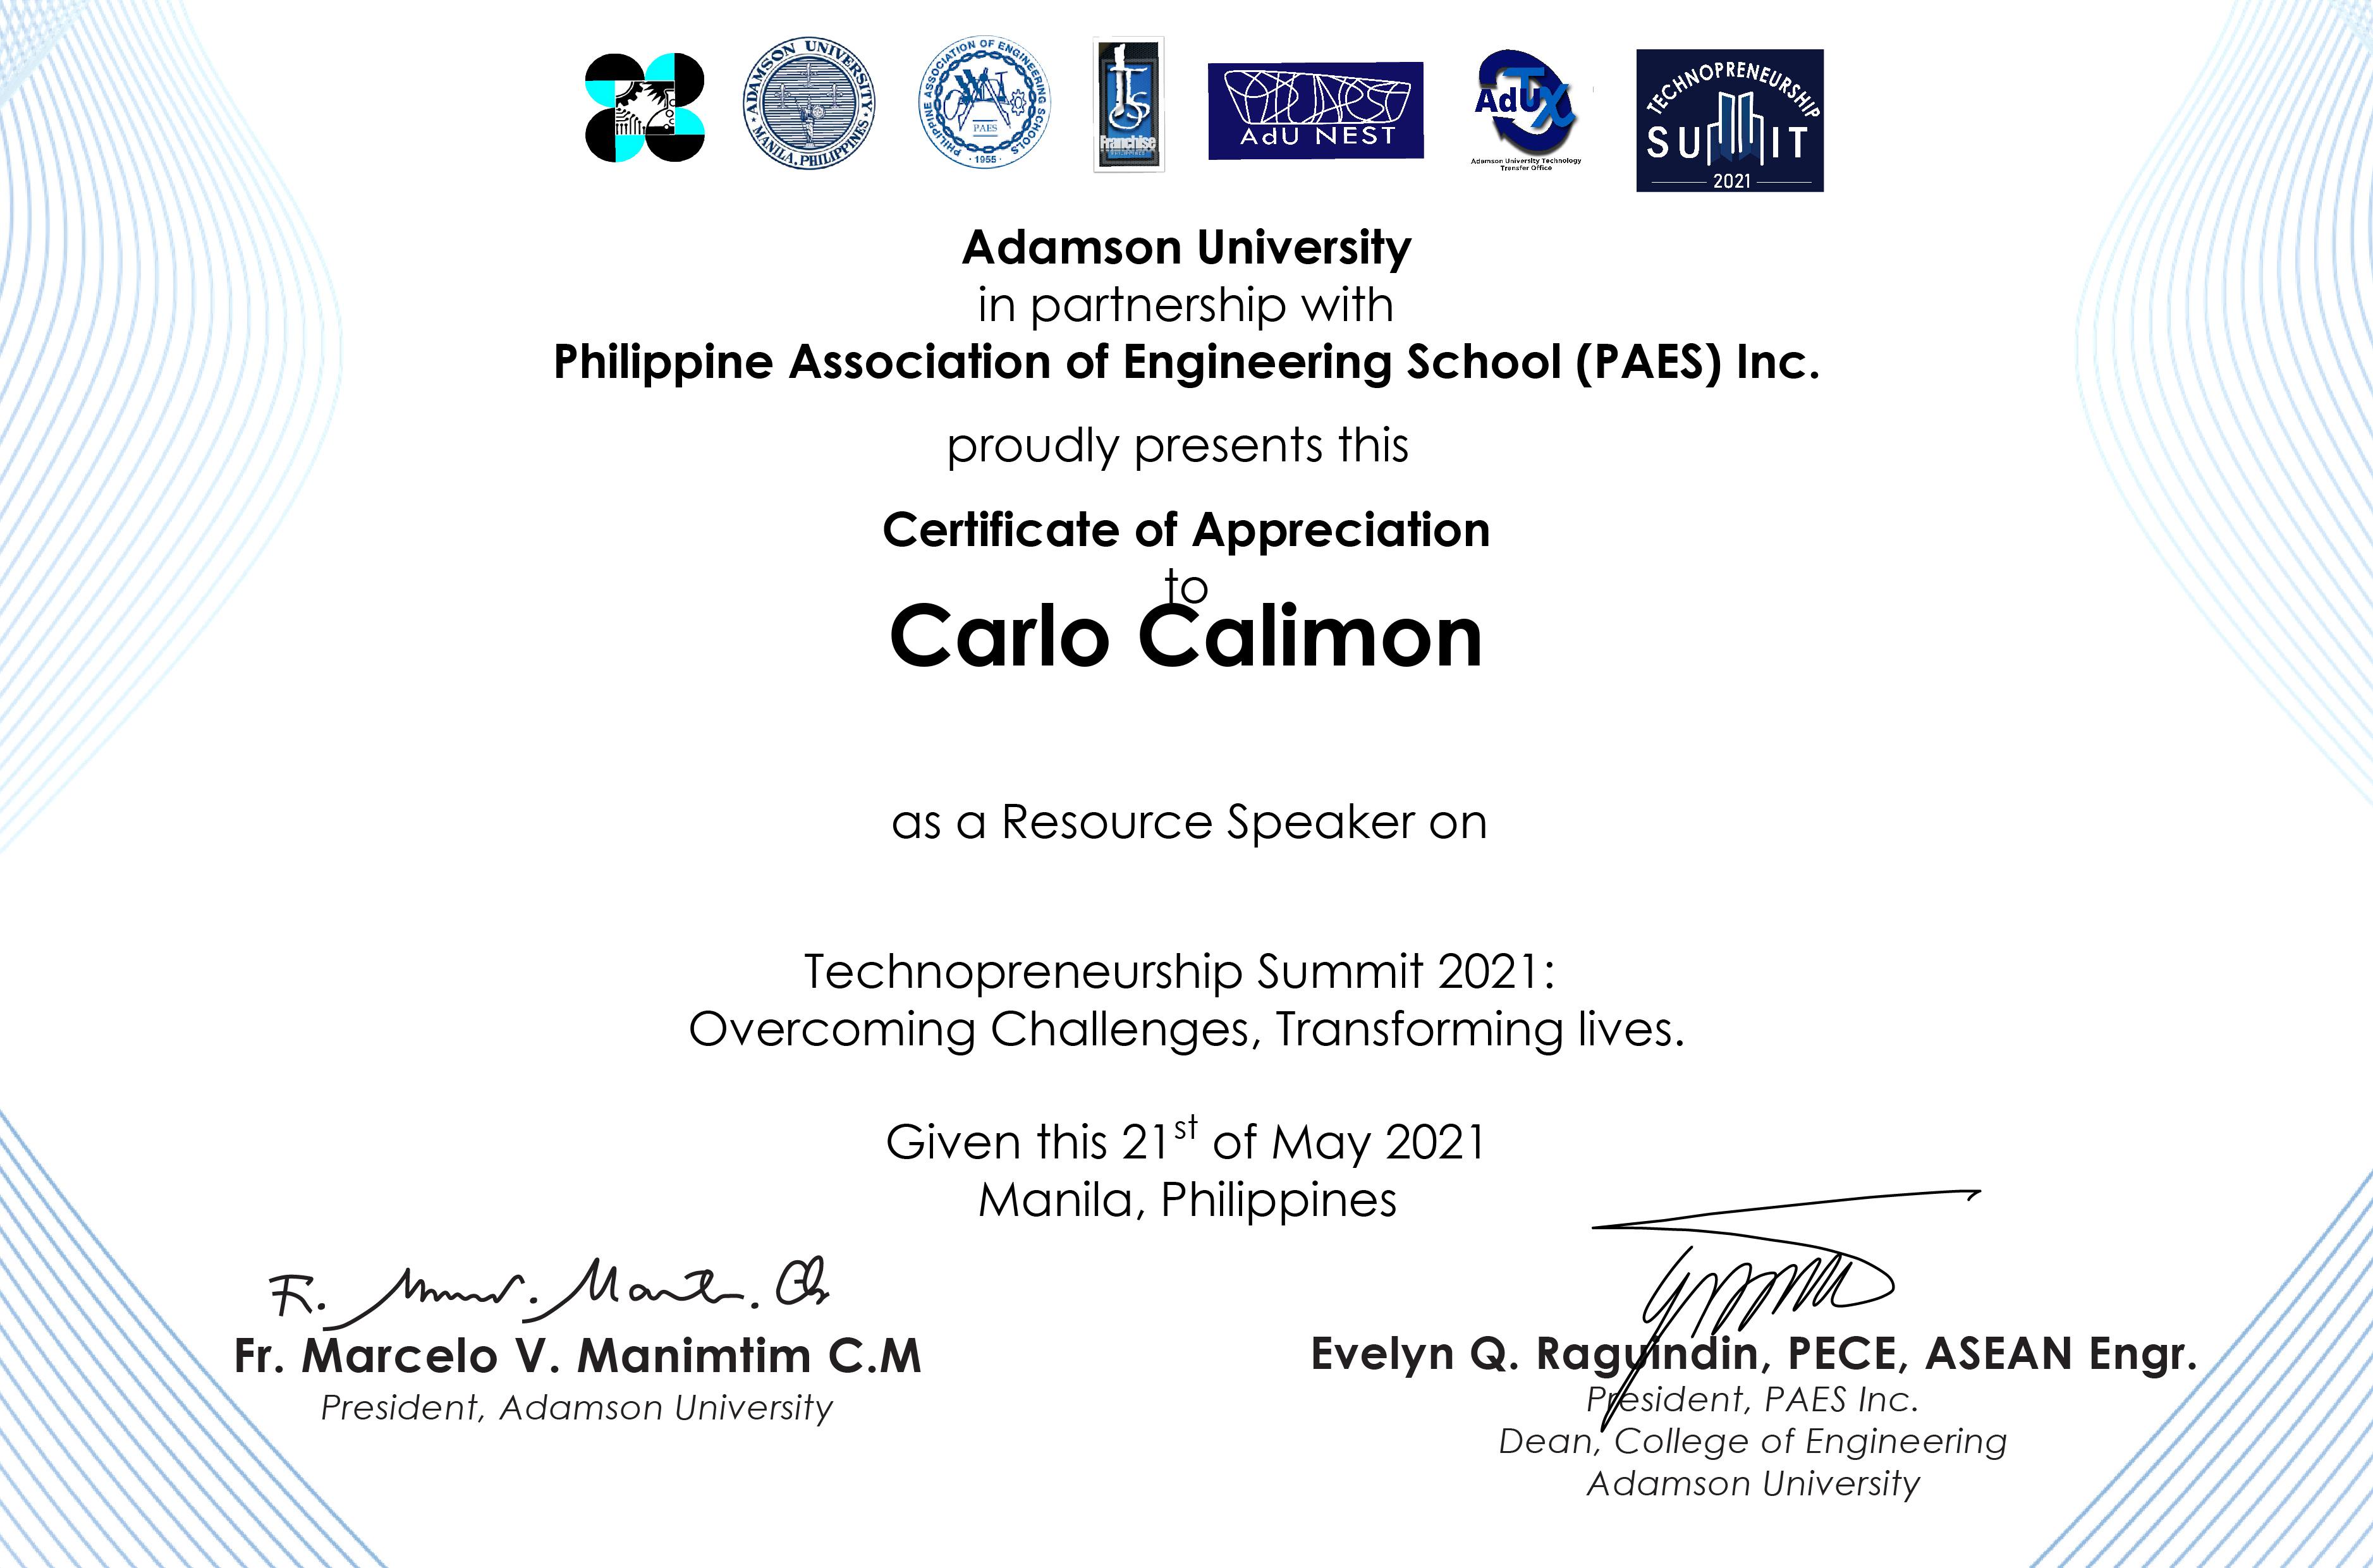 ADAMSON UNIVERSITY
MANILA, PHILIPPINES
PHILIPPINE ASSOCIATION OF ENGINEERING SCHOOLS
PAES
1955
Franchise
AdU NEST
AdUTX
Adamson University Technology
Transfer Office
TECHNOPRENEURSHIP
SUMMIT
2021
Adamson University
in partnership with
Philippine Association of Engineering School (PAES) Inc.
proudly presents this
Certificate of Appreciation
to
Carlo Calimon
as a Resource Speaker on
Technopreneurship Summit 2021:
Overcoming Challenges, Transforming lives.
Given this 21st of May 2021
Manila, Philippines
Fr. Marcelo V. Manimtim C.M
President, Adamson University
Evelyn Q. Raguindin, PECE, ASEAN Engr.
President, PAES Inc.
Dean, College of Engineering
Adamson University